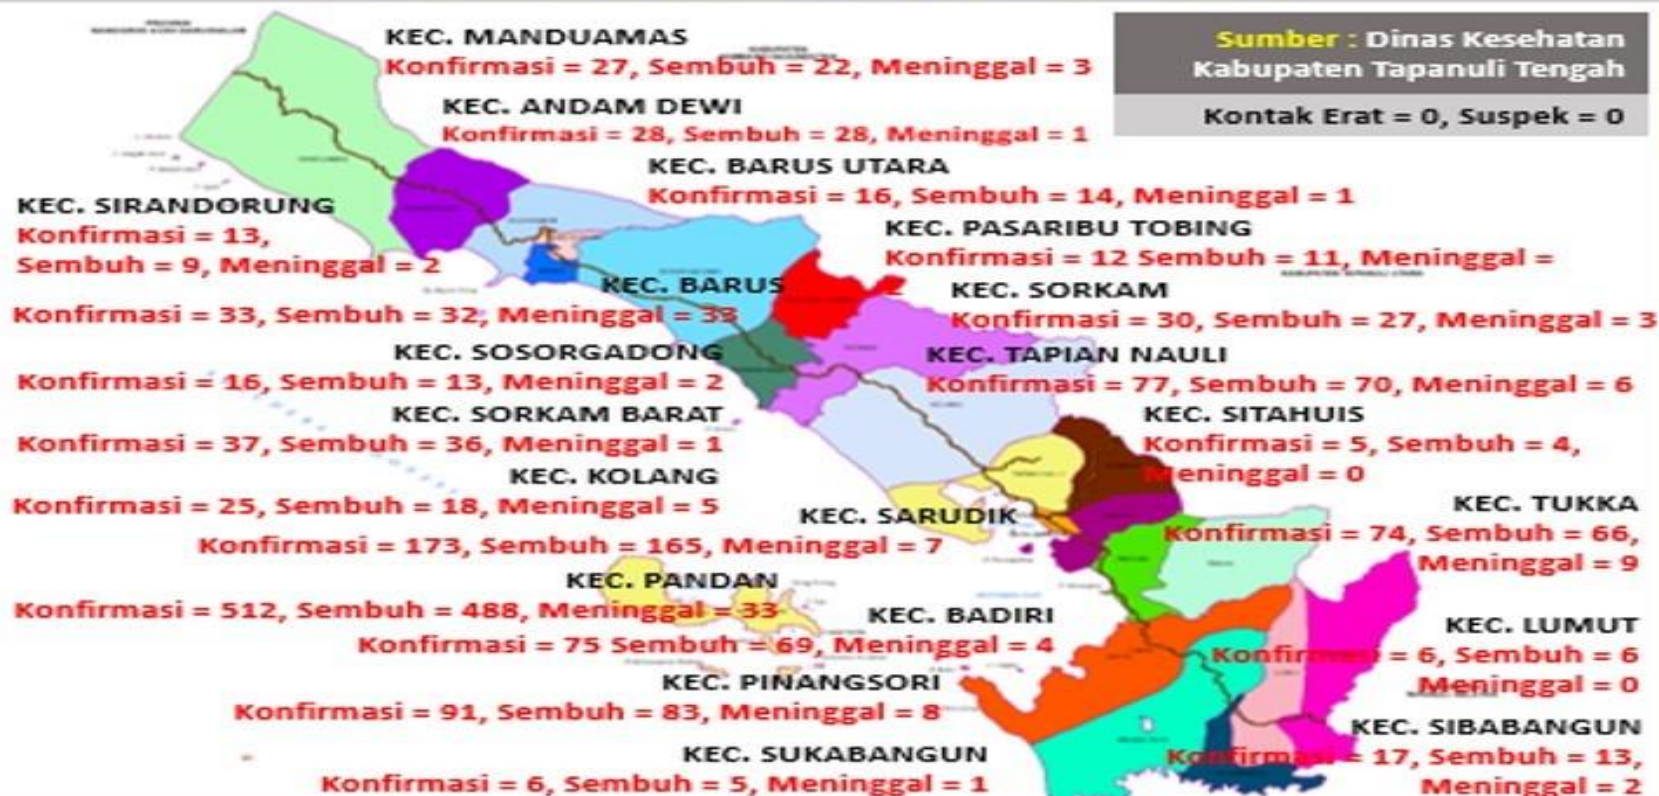 Sumber : Dinas Kesehatan
Kabupaten Tapanuli Tengah
Kontak Erat = 0, Suspek = 0
KEC. MANDUAMAS
Konfirmasi = 27, Sembuh = 22, Meninggal = 3
KEC. ANDAM DEWI
Konfirmasi = 28, Sembuh = 28, Meninggal = 1
KEC. BARUS UTARA
Konfirmasi = 16, Sembuh = 14, Meninggal = 1
KEC. SIRANDORUNG
Konfirmasi = 13,
Sembuh = 9, Meninggal = 2
KEC. PASARIBU TOBING
Konfirmasi = 12 Sembuh = 11, Meninggal =
2
KEC. BARUS
Konfirmasi = 33, Sembuh = 32, Meninggal = 33
KEC. SORKAM
Konfirmasi = 30, Sembuh = 27, Meninggal = 3
KEC. SOSORGADONG
Konfirmasi = 16, Sembuh = 13, Meninggal = 2
KEC. TAPIAN NAULI
Konfirmasi = 77, Sembuh = 70, Meninggal = 6
KEC. SORKAM BARAT
Konfirmasi = 37, Sembuh = 36, Meninggal = 1
KEC. SITAHUIS
Konfirmasi = 5, Sembuh = 4,
Meninggal = 0
KEC. KOLANG
Konfirmasi = 25, Sembuh = 18, Meninggal = 5
KEC. SARUDIK
Konfirmasi = 173, Sembuh = 165, Meninggal = 7
KEC. TUKKA
Konfirmasi = 74, Sembuh = 66,
Meninggal = 9
KEC. PANDAN
Konfirmasi = 512, Sembuh = 488, Meninggal = 33
KEC. BADIRI
Konfirmasi = 75 Sembuh = 69, Meninggal = 4
KEC. LUMUT
Konfirmasi = 6, Sembuh = 6
Meninggal = 0
KEC. PINANGSORI
Konfirmasi = 91, Sembuh = 83, Meninggal = 8
KEC. SIBABANGUN
Konfirmasi = 17, Sembuh = 13,
Meninggal = 2
KEC. SUKABANGUN
Konfirmasi = 6, Sembuh = 5, Meninggal = 1